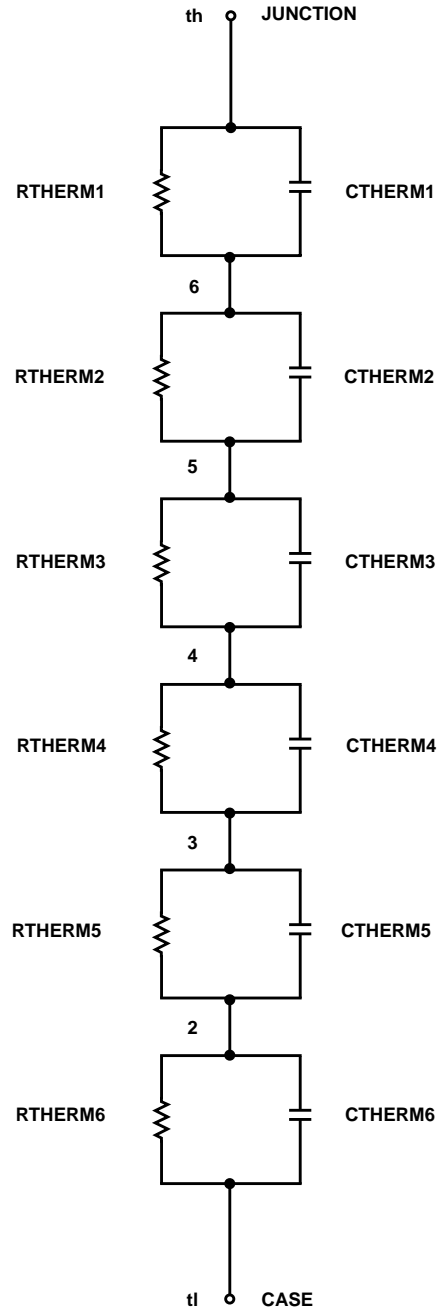 th JUNCTION
RTHERM1 CTHERM1
6
RTHERM2 CTHERM2
5
RTHERM3 CTHERM3
4
RTHERM4 CTHERM4
3
RTHERM5 CTHERM5
2
RTHERM6 CTHERM6
tl CASE